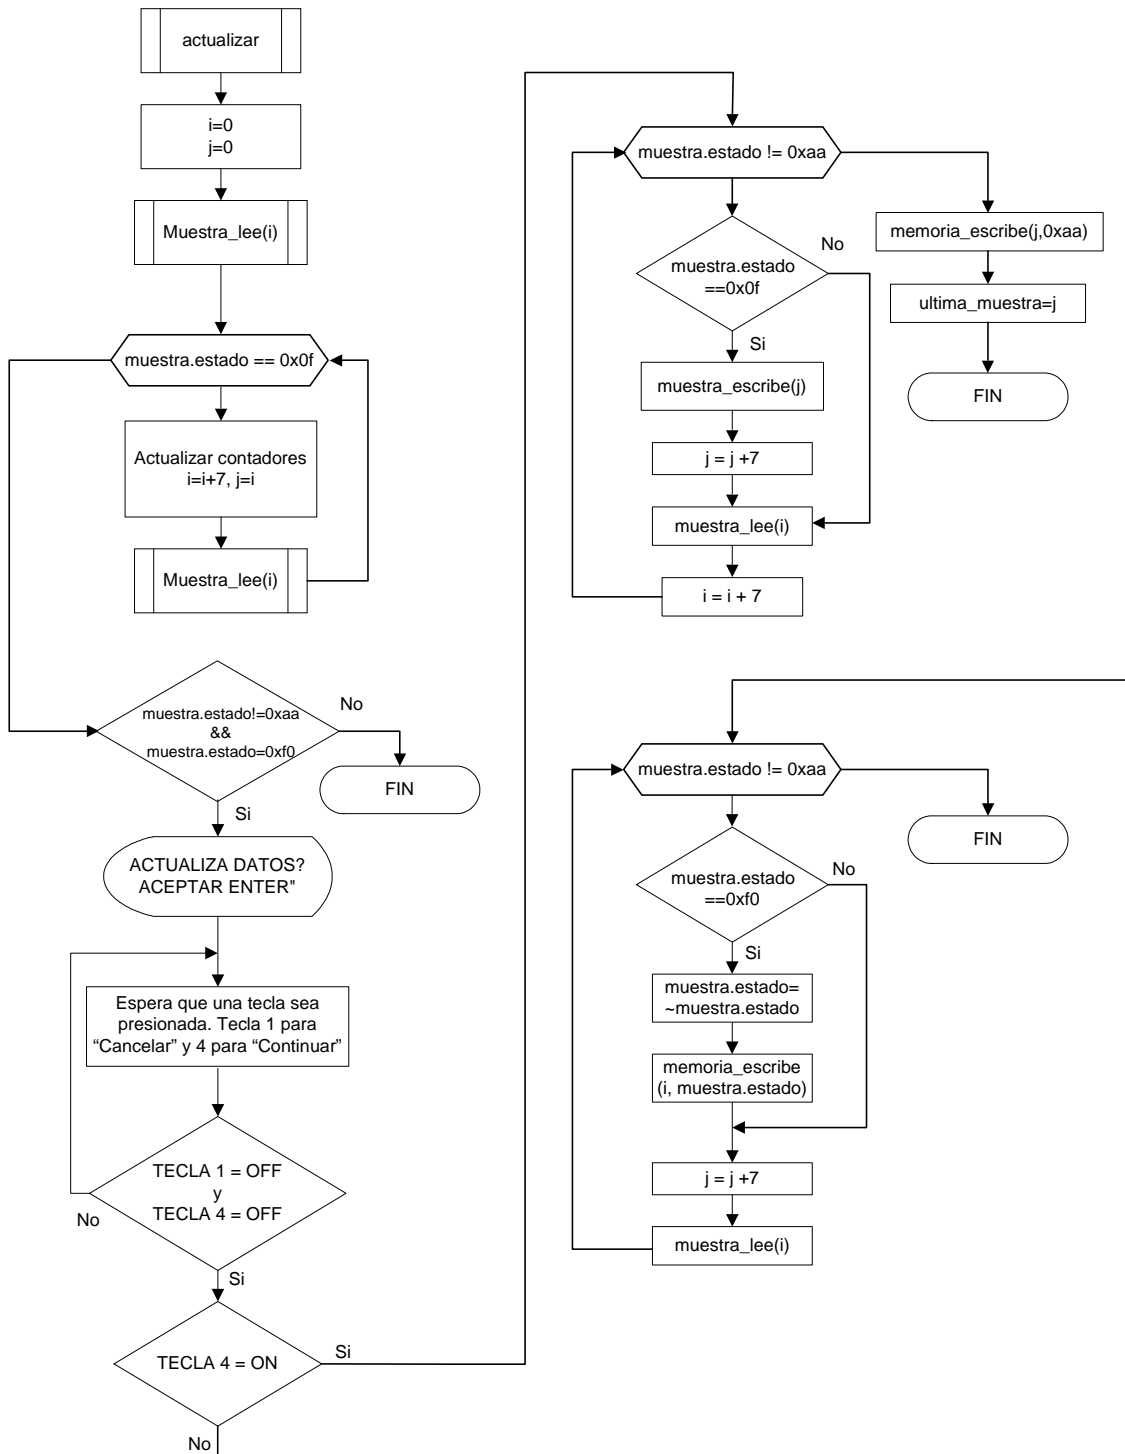 actualizar
i=0
j=0
Muestra_lee(i)
muestra.estado == 0x0f
Actualizar contadores
i=i+7, j=i
Muestra_lee(i)
muestra.estado!=0xaa
&&
muestra.estado=0xf0
No
FIN
Si
ACTUALIZA DATOS?
ACEPTAR ENTER"
Espera que una tecla sea
presionada. Tecla 1 para
“Cancelar” y 4 para “Continuar”
TECLA 1 = OFF
y
TECLA 4 = OFF
No
Si
TECLA 4 = ON
Si
No
muestra.estado != 0xaa
muestra.estado
==0x0f
No
Si
muestra_escribe(j)
j = j +7
muestra_lee(i)
i = i + 7
memoria_escribe(j,0xaa)
ultima_muestra=j
FIN
muestra.estado != 0xaa
FIN
muestra.estado
==0xf0
No
Si
muestra.estado=
~muestra.estado
memoria_escribe
(i, muestra.estado)
j = j +7
muestra_lee(i)